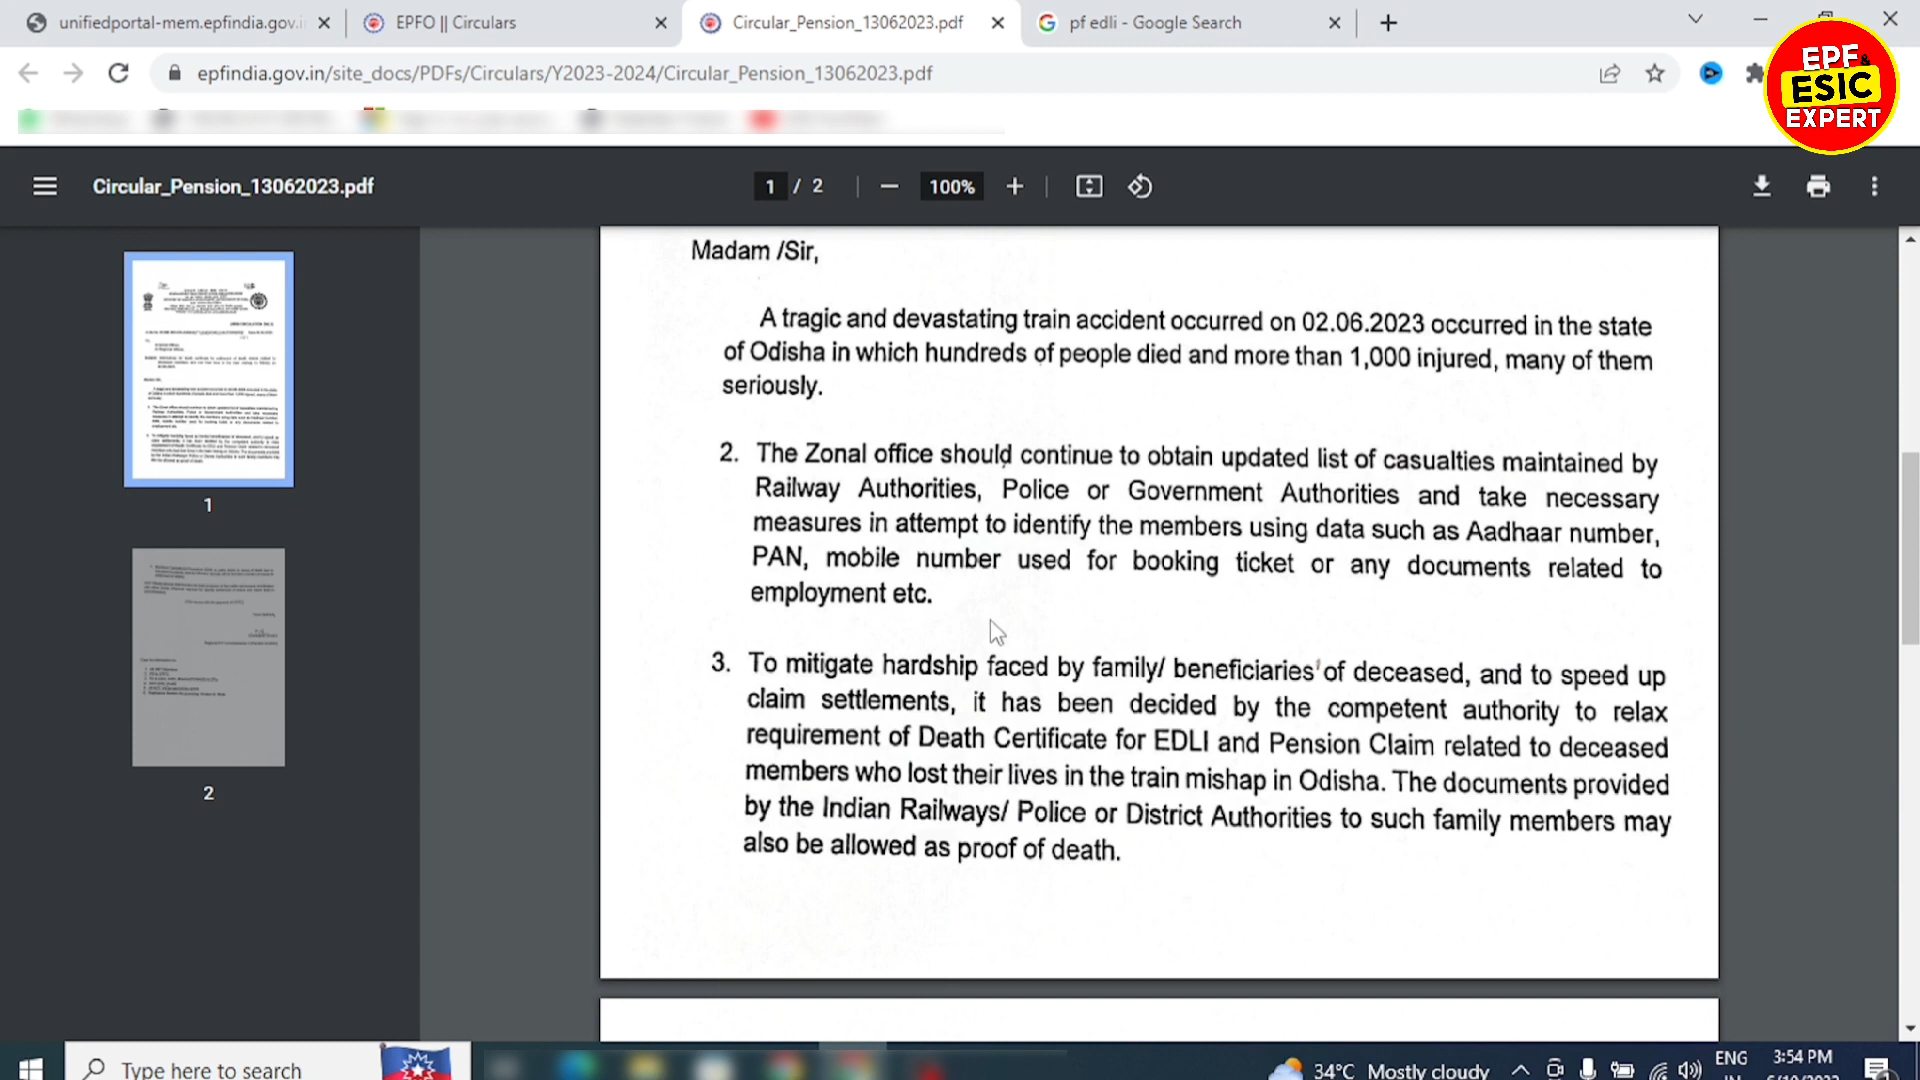 unifiedportal-mem.epfindia.gov.i
EPFO || Circulars
Circular_Pension_13062023.pdf
pf edli - Google Search
epfindia.gov.in/site_docs/PDFs/Circulars/Y2023-2024/Circular_Pension_13062023.pdf
EPF &
ESIC
EXPERT
Circular_Pension_13062023.pdf
1 / 2
100%
Madam /Sir,
A tragic and devastating train accident occurred on 02.06.2023 occurred in the state
of Odisha in which hundreds of people died and more than 1,000 injured, many of them
seriously.
2. The Zonal office should continue to obtain updated list of casualties maintained by
Railway Authorities, Police or Government Authorities and take necessary
measures in attempt to identify the members using data such as Aadhaar number,
PAN, mobile number used for booking ticket or any documents related to
employment etc.
3. To mitigate hardship faced by family/ beneficiaries of deceased, and to speed up
claim settlements, it has been decided by the competent authority to relax
requirement of Death Certificate for EDLI and Pension Claim related to deceased
members who lost their lives in the train mishap in Odisha. The documents provided
by the Indian Railways/ Police or District Authorities to such family members may
also be allowed as proof of death.
1
2
Type here to search
34°C Mostly cloudy
ENG
3:54 PM